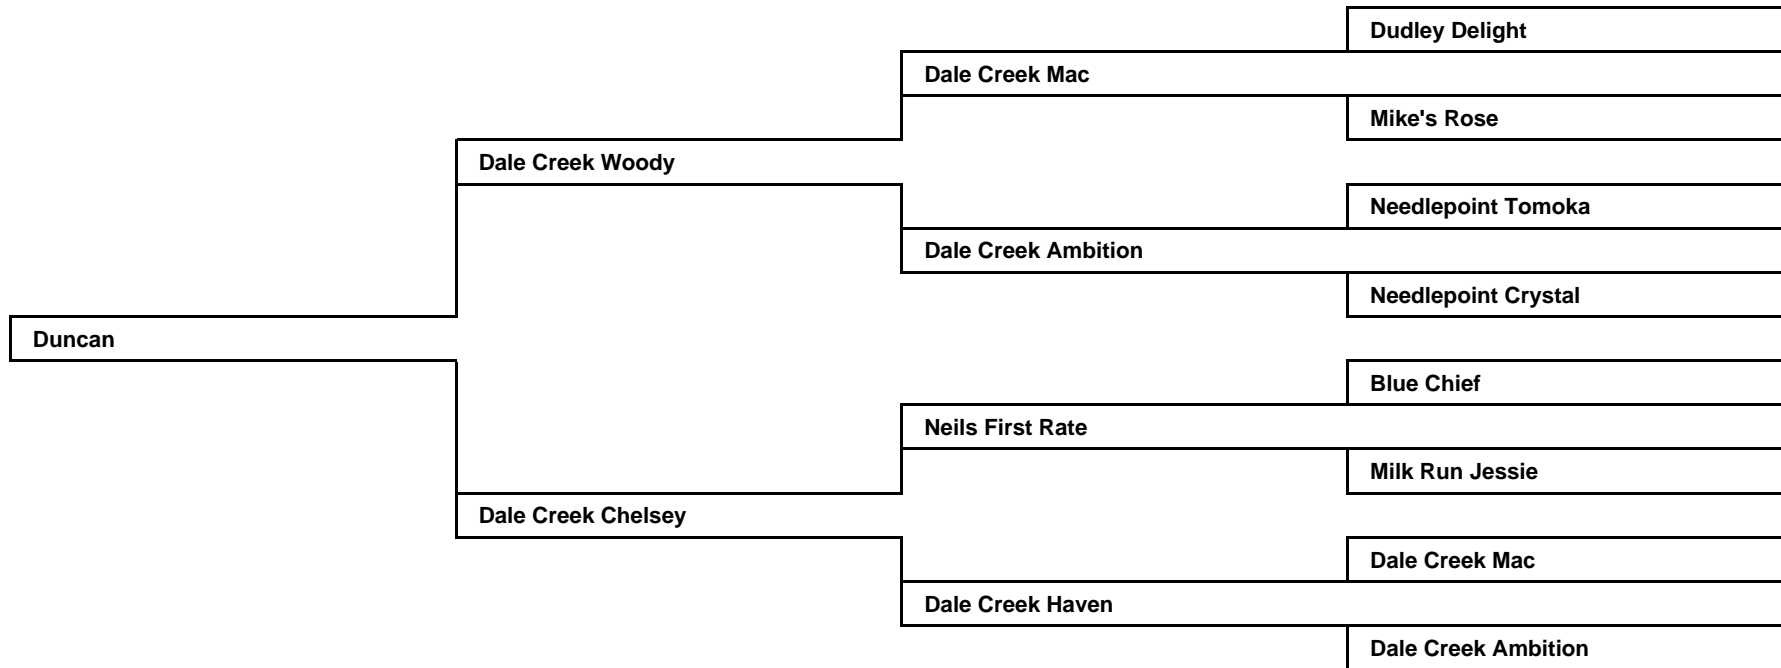 Dudley Delight
Dale Creek Mac
Mike's Rose
Dale Creek Woody
Needlepoint Tomoka
Dale Creek Ambition
Needlepoint Crystal
Duncan
Blue Chief
Neils First Rate
Milk Run Jessie
Dale Creek Chelsey
Dale Creek Mac
Dale Creek Haven
Dale Creek Ambition